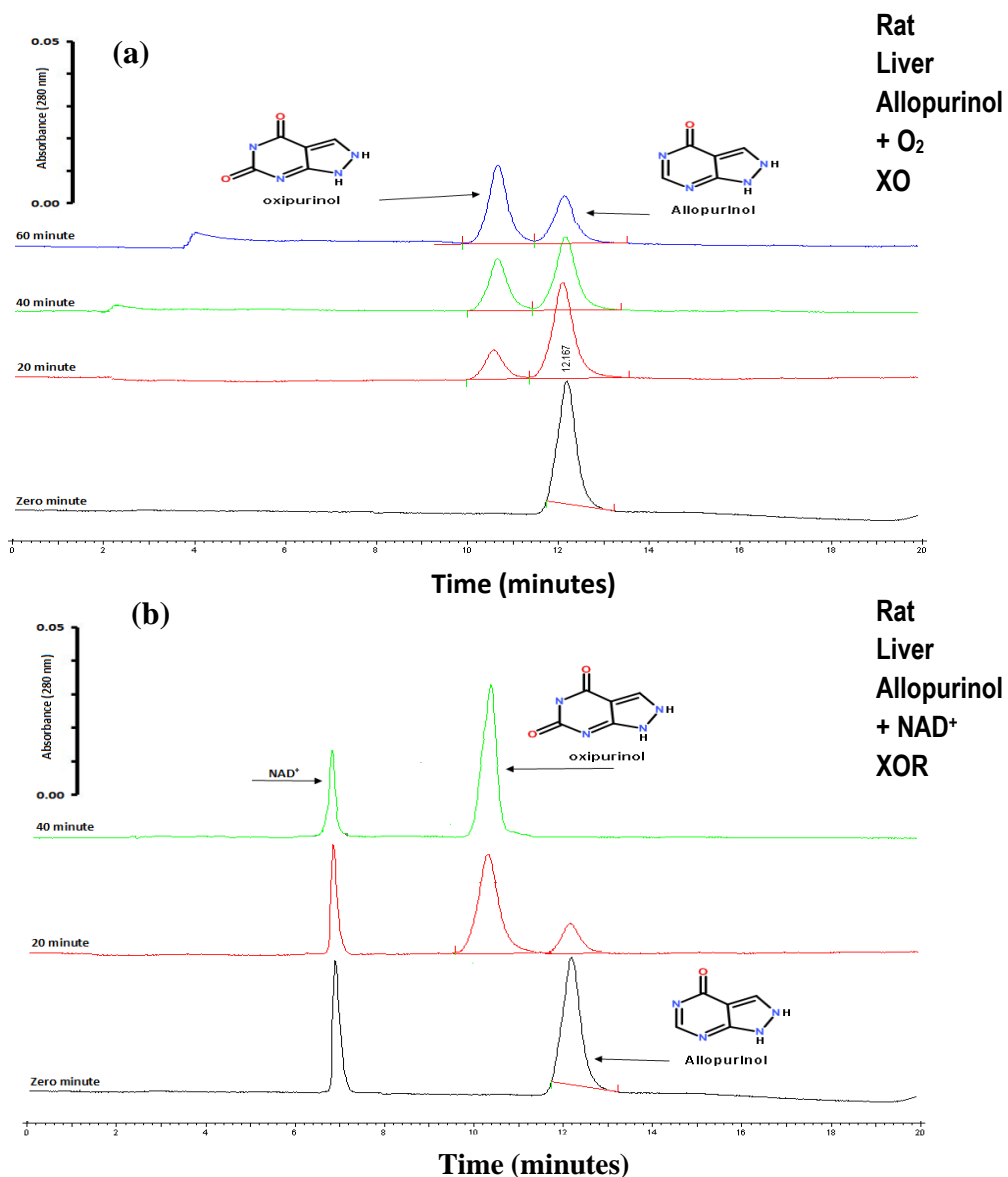 (a)
Rat
Liver
Allopurinol
+ O₂
XO
0.05
Absorbance (280 nm)
0.00
O
N
N
H
N
H
O
oxipurinol
O
N
N
H
N
N
H
Allopurinol
60 minute
40 minute
20 minute
12.167
Zero minute
0 2 4 6 8 10 12 14 16 18 20
Time (minutes)
(b)
Rat
Liver
Allopurinol
+ NAD⁺
XOR
0.05
Absorbance (280 nm)
0.00
O
N
N
H
O
N
N
H
oxipurinol
NAD⁺
40 minute
20 minute
O
N
N
H
N
N
H
Allopurinol
Zero minute
0 2 4 6 8 10 12 14 16 18 20
Time (minutes)